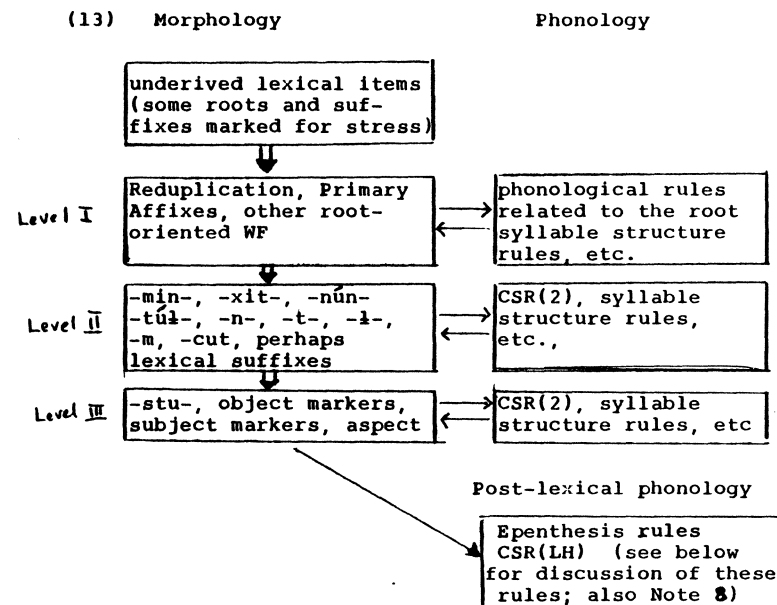 (13) Morphology Phonology
underived lexical items
(some roots and suf-
fixes marked for stress)
Level I
Reduplication, Primary
Affixes, other root-
oriented WF
phonological rules
related to the root
syllable structure
rules, etc.
Level II
-min-, -xit-, -nún-
-túɫ-, -n-, -t-, -ɫ-,
-m, -cut, perhaps
lexical suffixes
CSR(2), syllable
structure rules,
etc.,
Level III
-stu-, object markers,
subject markers, aspect
CSR(2), syllable
structure rules, etc
Post-lexical phonology
Epenthesis rules
CSR(LH) (see below
for discussion of these
rules; also Note 8)